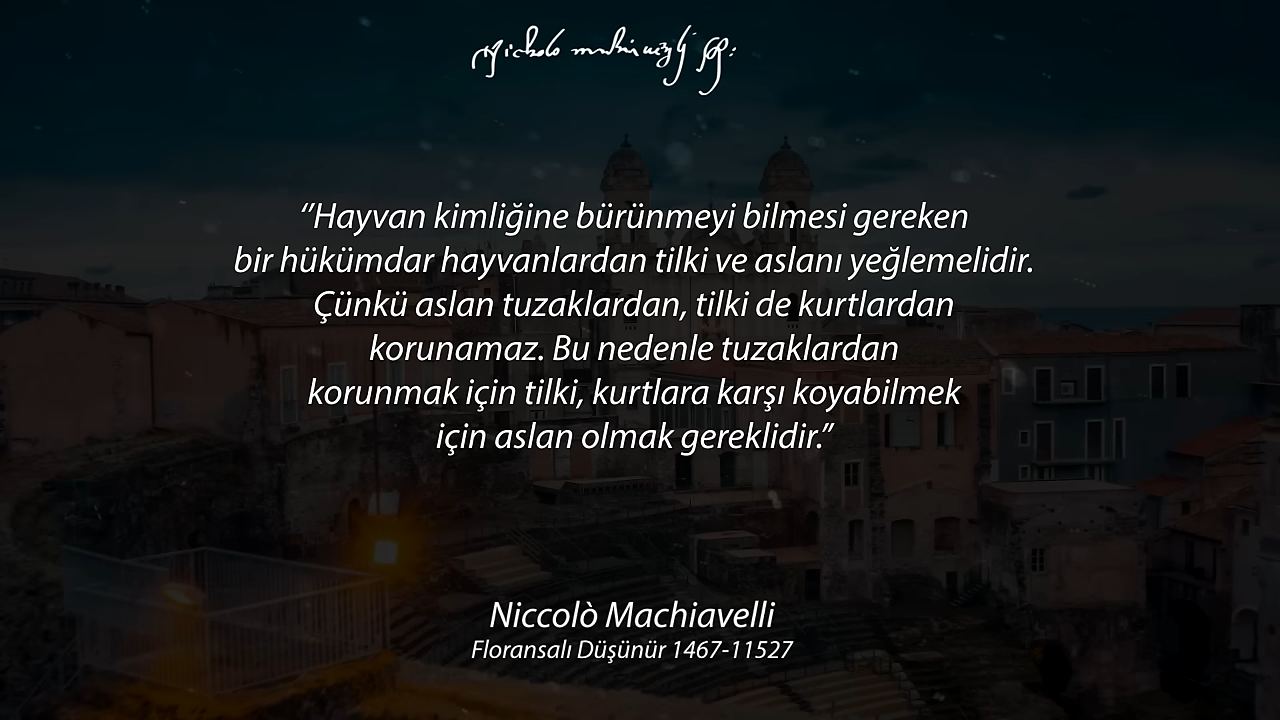 ‘’Hayvan kimliğine bürünmeyi bilmesi gereken
bir hükümdar hayvanlardan tilki ve aslanı yeğlemelidir.
Çünkü aslan tuzaklardan, tilki de kurtlardan
korunamaz. Bu nedenle tuzaklardan
korunmak için tilki, kurtlara karşı koyabilmek
için aslan olmak gereklidir.’’
Niccolò Machiavelli
Floransalı Düşünür 1467-11527